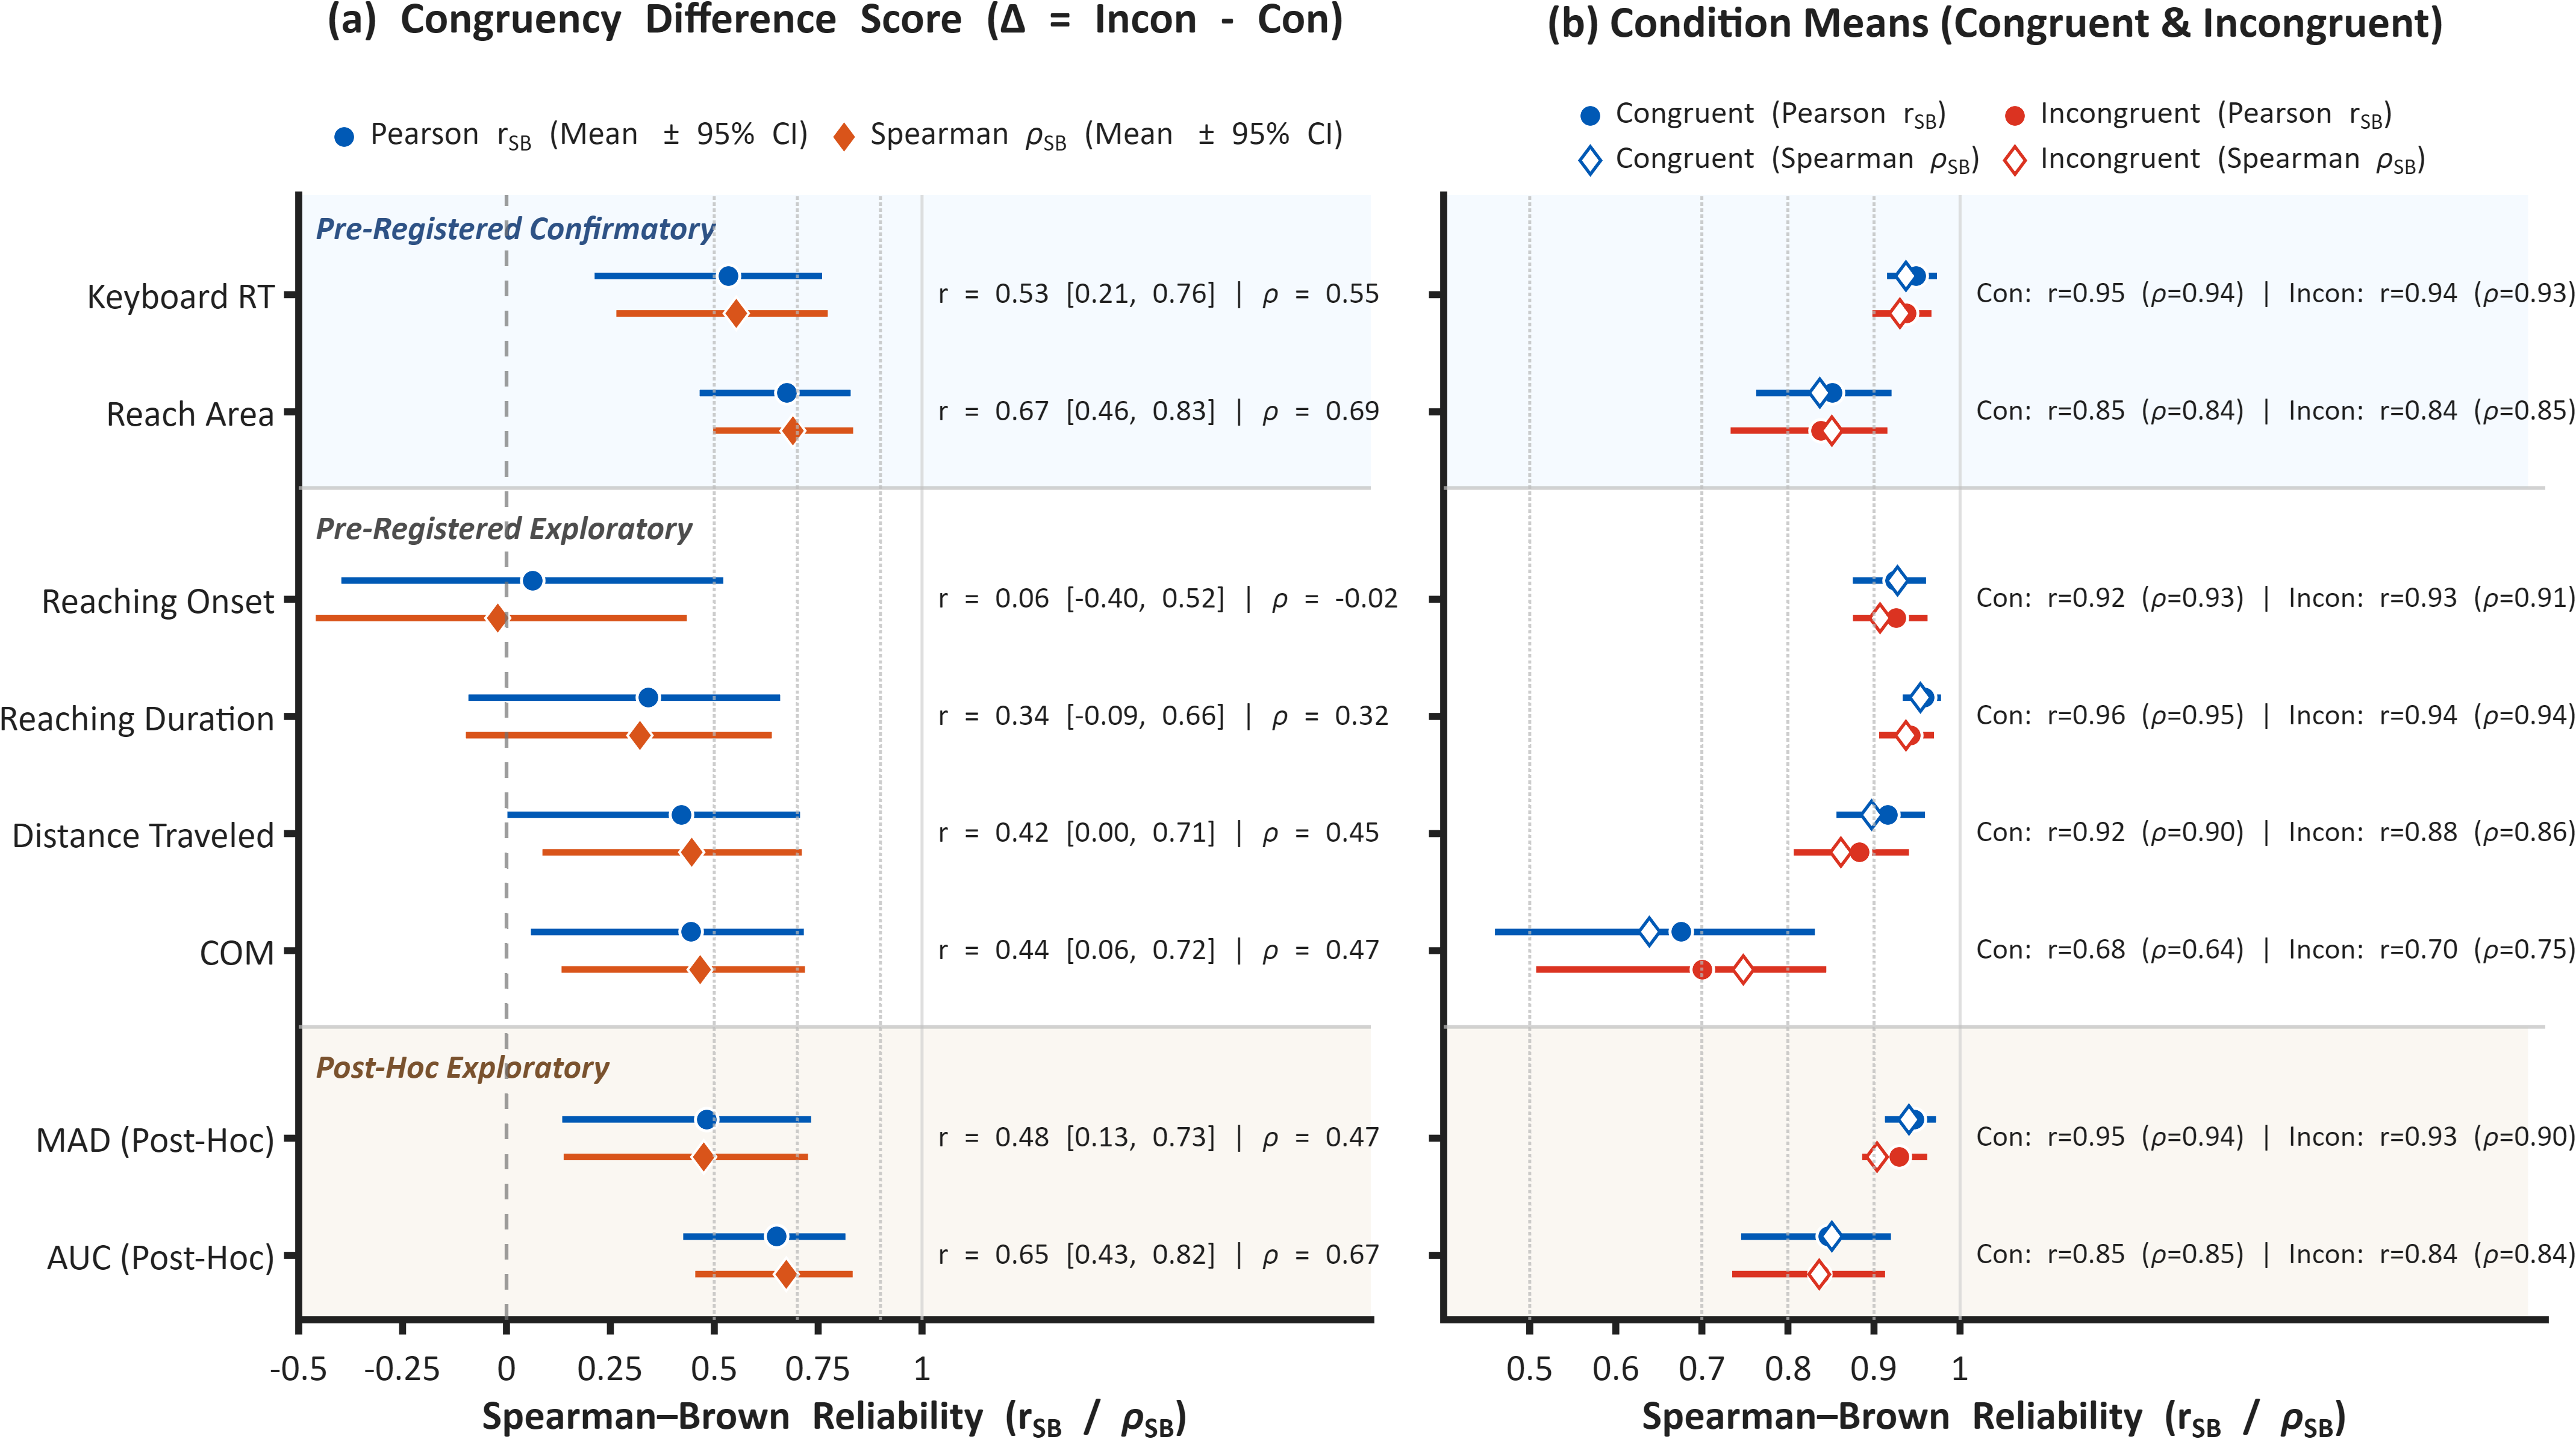 (a) Congruency Difference Score (Δ = Incon - Con)
Pearson rSB (Mean ± 95% CI)
Spearman ρSB (Mean ± 95% CI)
Pre-Registered Confirmatory
Keyboard RT
r = 0.53 [0.21, 0.76] | ρ = 0.55
Reach Area
r = 0.67 [0.46, 0.83] | ρ = 0.69
Pre-Registered Exploratory
Reaching Onset
r = 0.06 [-0.40, 0.52] | ρ = -0.02
Reaching Duration
r = 0.34 [-0.09, 0.66] | ρ = 0.32
Distance Traveled
r = 0.42 [0.00, 0.71] | ρ = 0.45
COM
r = 0.44 [0.06, 0.72] | ρ = 0.47
Post-Hoc Exploratory
MAD (Post-Hoc)
r = 0.48 [0.13, 0.73] | ρ = 0.47
AUC (Post-Hoc)
r = 0.65 [0.43, 0.82] | ρ = 0.67
-0.5 -0.25 0 0.25 0.5 0.75 1
Spearman–Brown Reliability (rSB / ρSB)
(b) Condition Means (Congruent & Incongruent)
Congruent (Pearson rSB)
Incongruent (Pearson rSB)
Congruent (Spearman ρSB)
Incongruent (Spearman ρSB)
Con: r=0.95 (ρ=0.94) | Incon: r=0.94 (ρ=0.93)
Con: r=0.85 (ρ=0.84) | Incon: r=0.84 (ρ=0.85)
Con: r=0.92 (ρ=0.93) | Incon: r=0.93 (ρ=0.91)
Con: r=0.96 (ρ=0.95) | Incon: r=0.94 (ρ=0.94)
Con: r=0.92 (ρ=0.90) | Incon: r=0.88 (ρ=0.86)
Con: r=0.68 (ρ=0.64) | Incon: r=0.70 (ρ=0.75)
Con: r=0.95 (ρ=0.94) | Incon: r=0.93 (ρ=0.90)
Con: r=0.85 (ρ=0.85) | Incon: r=0.84 (ρ=0.84)
0.5 0.6 0.7 0.8 0.9 1
Spearman–Brown Reliability (rSB / ρSB)